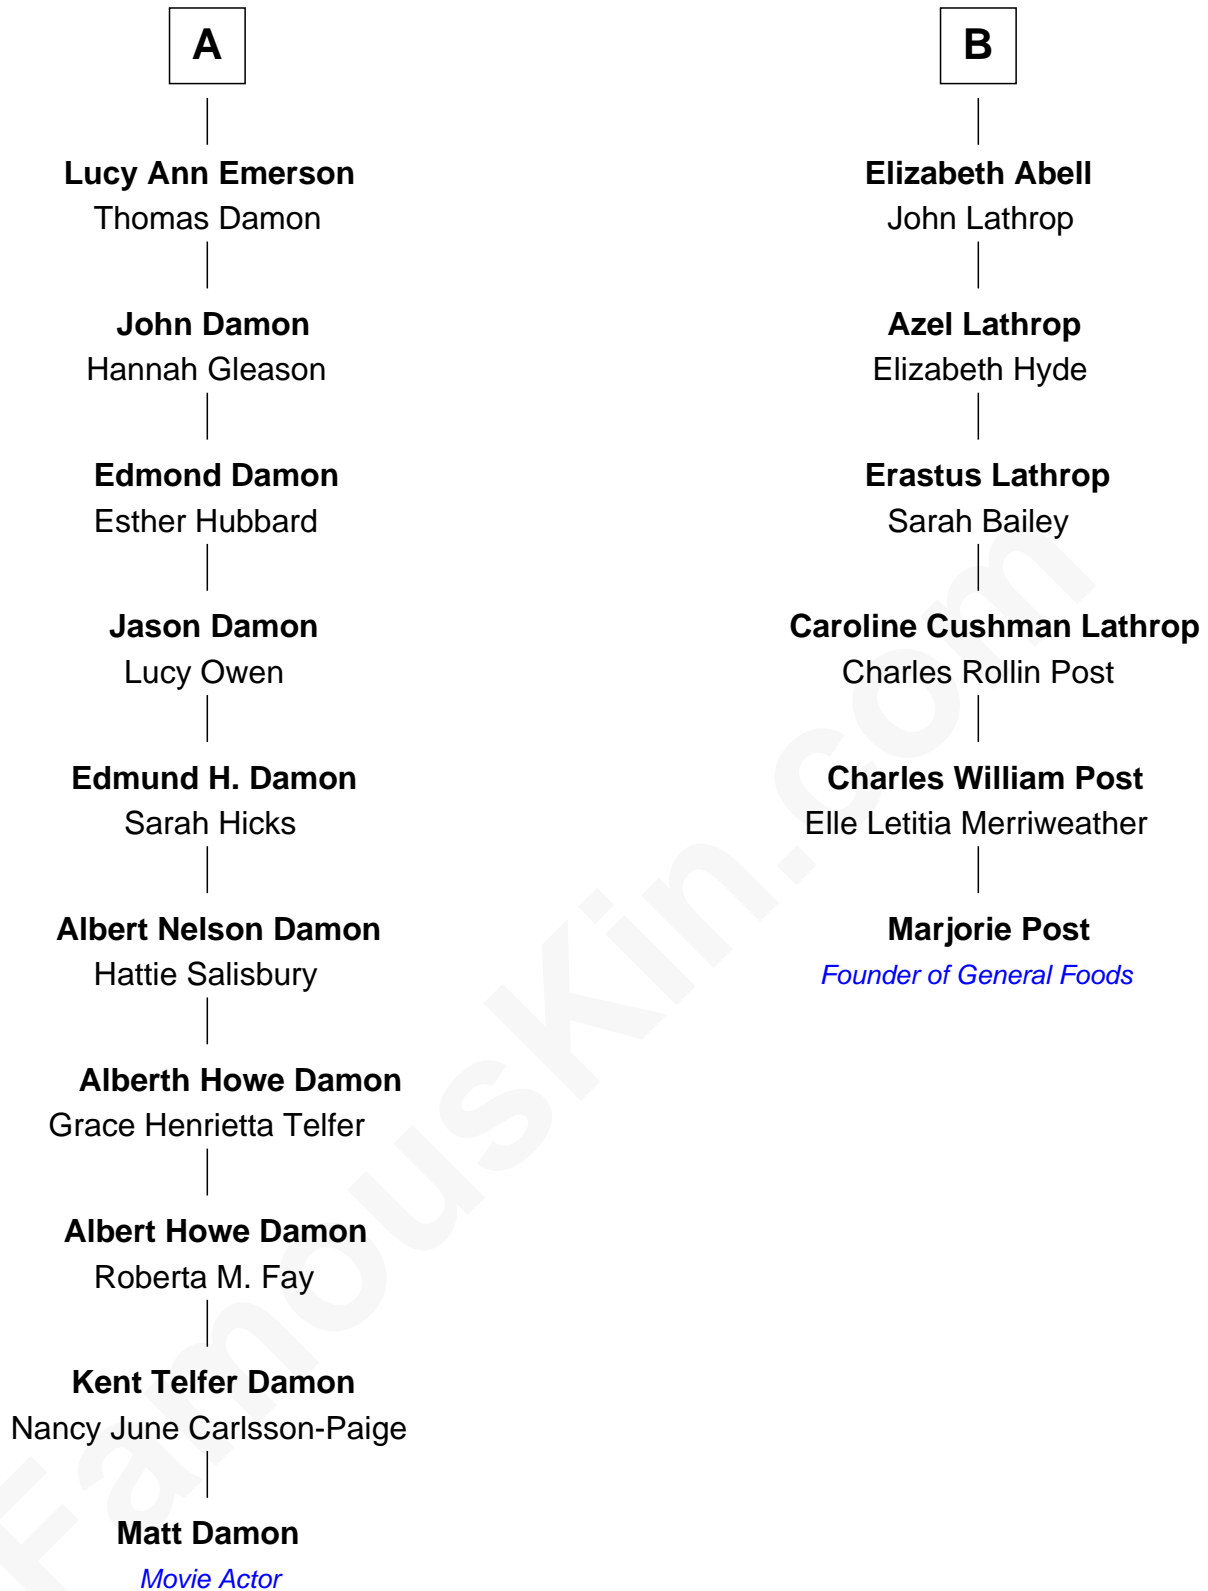 A
Lucy Ann Emerson
Thomas Damon
John Damon
Hannah Gleason
Edmond Damon
Esther Hubbard
Jason Damon
Lucy Owen
Edmund H. Damon
Sarah Hicks
Albert Nelson Damon
Hattie Salisbury
Alberth Howe Damon
Grace Henrietta Telfer
Albert Howe Damon
Roberta M. Fay
Kent Telfer Damon
Nancy June Carlsson-Paige
Matt Damon
Movie Actor
B
Elizabeth Abell
John Lathrop
Azel Lathrop
Elizabeth Hyde
Erastus Lathrop
Sarah Bailey
Caroline Cushman Lathrop
Charles Rollin Post
Charles William Post
Elle Letitia Merriweather
Marjorie Post
Founder of General Foods
FamousKin.com